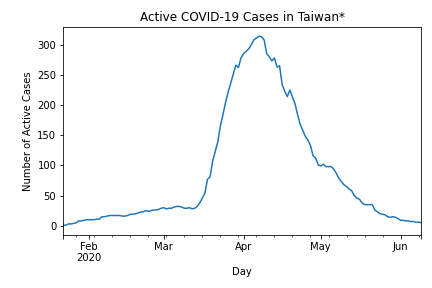 Active COVID-19 Cases in Taiwan*
Number of Active Cases
300
250
200
150
100
50
0
Feb
2020
Mar
Apr
May
Jun
Day